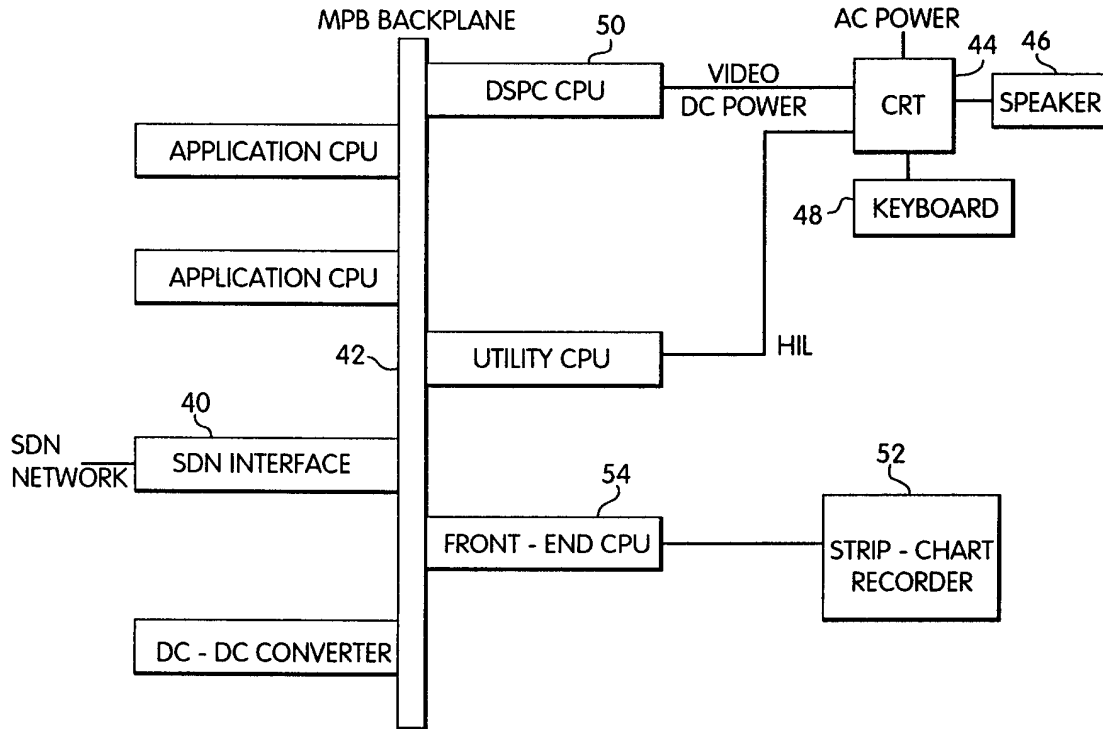 MPB BACKPLANE
50
AC POWER
44
46
DSPC CPU
VIDEO
DC POWER
CRT
SPEAKER
APPLICATION CPU
48
KEYBOARD
APPLICATION CPU
42
UTILITY CPU
HIL
40
SDN
NETWORK
SDN INTERFACE
54
52
FRONT - END CPU
STRIP - CHART
RECORDER
DC - DC CONVERTER